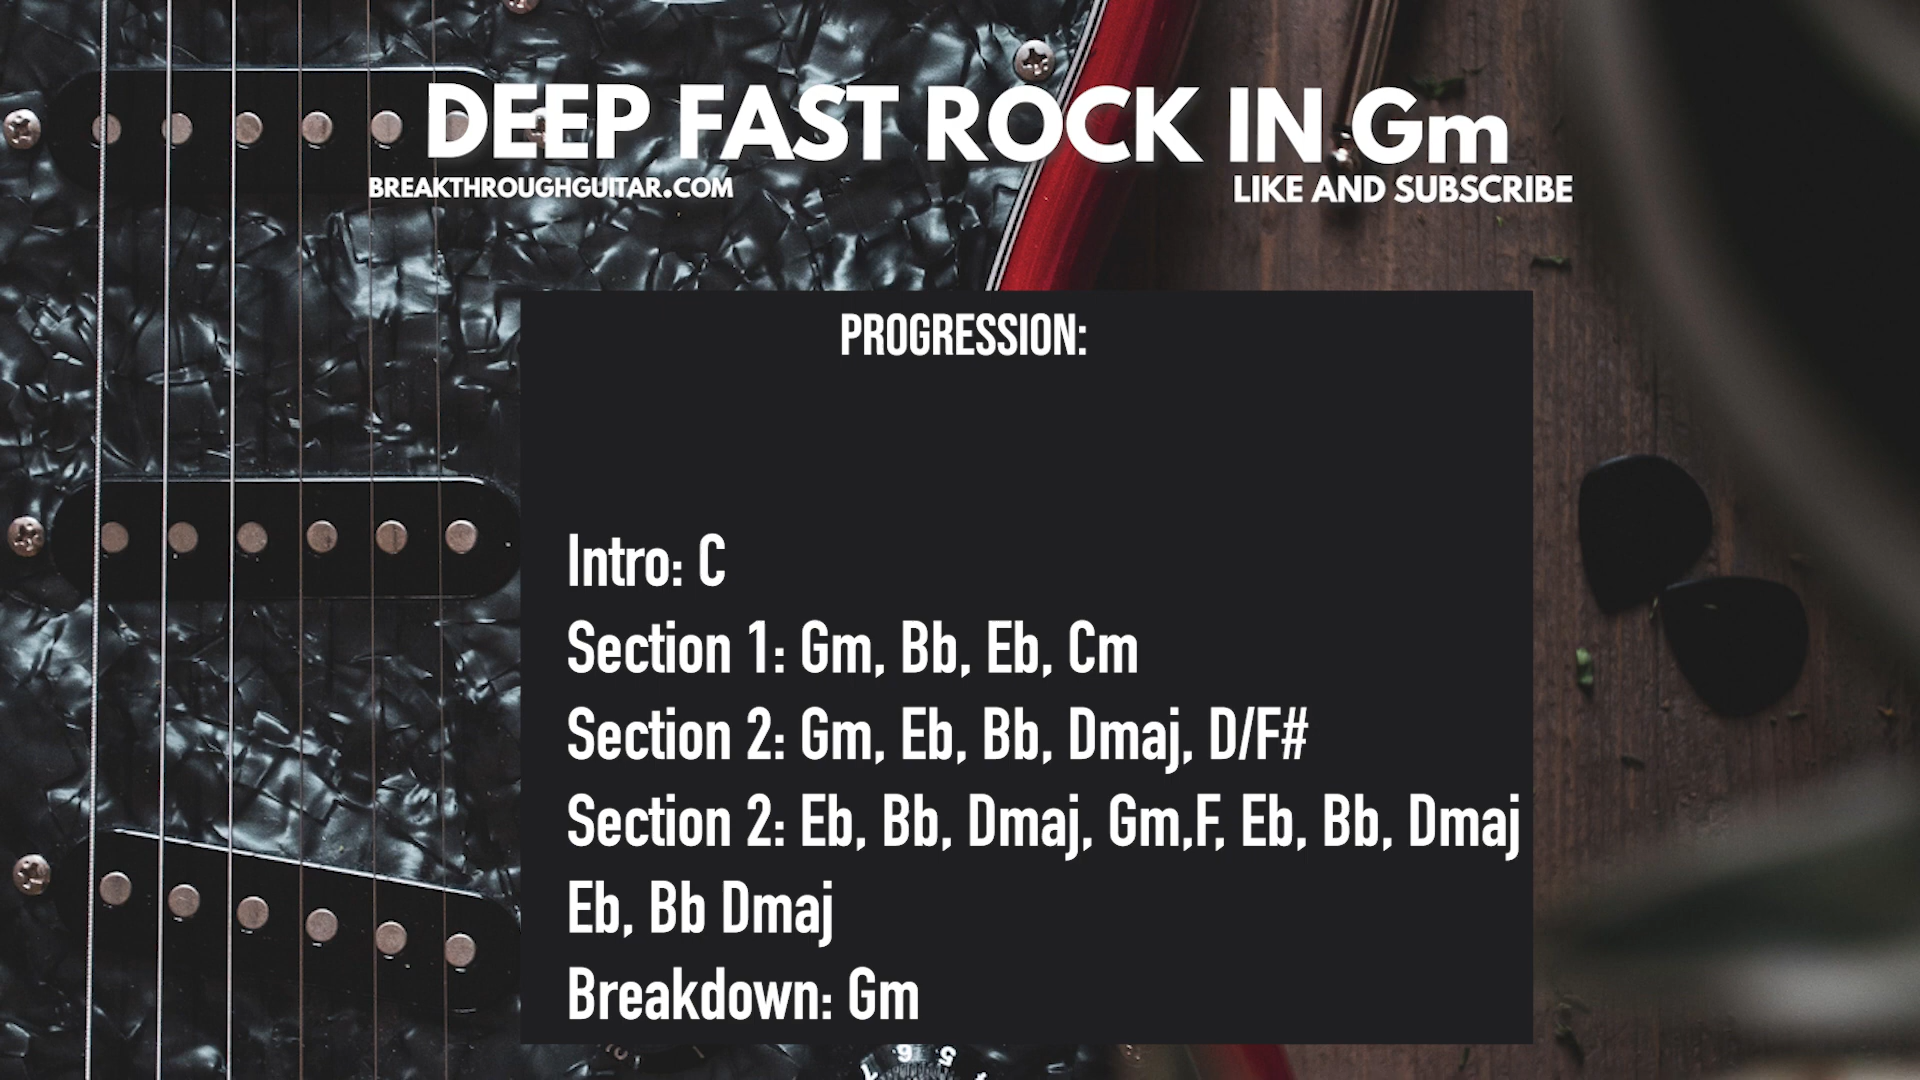 DEEP FAST ROCK IN Gm
BREAKTHROUGHGUITAR.COM
LIKE AND SUBSCRIBE
PROGRESSION:
Intro: C
Section 1: Gm, Bb, Eb, Cm
Section 2: Gm, Eb, Bb, Dmaj, D/F#
Section 2: Eb, Bb, Dmaj, Gm,F, Eb, Bb, Dmaj
Eb, Bb Dmaj
Breakdown: Gm